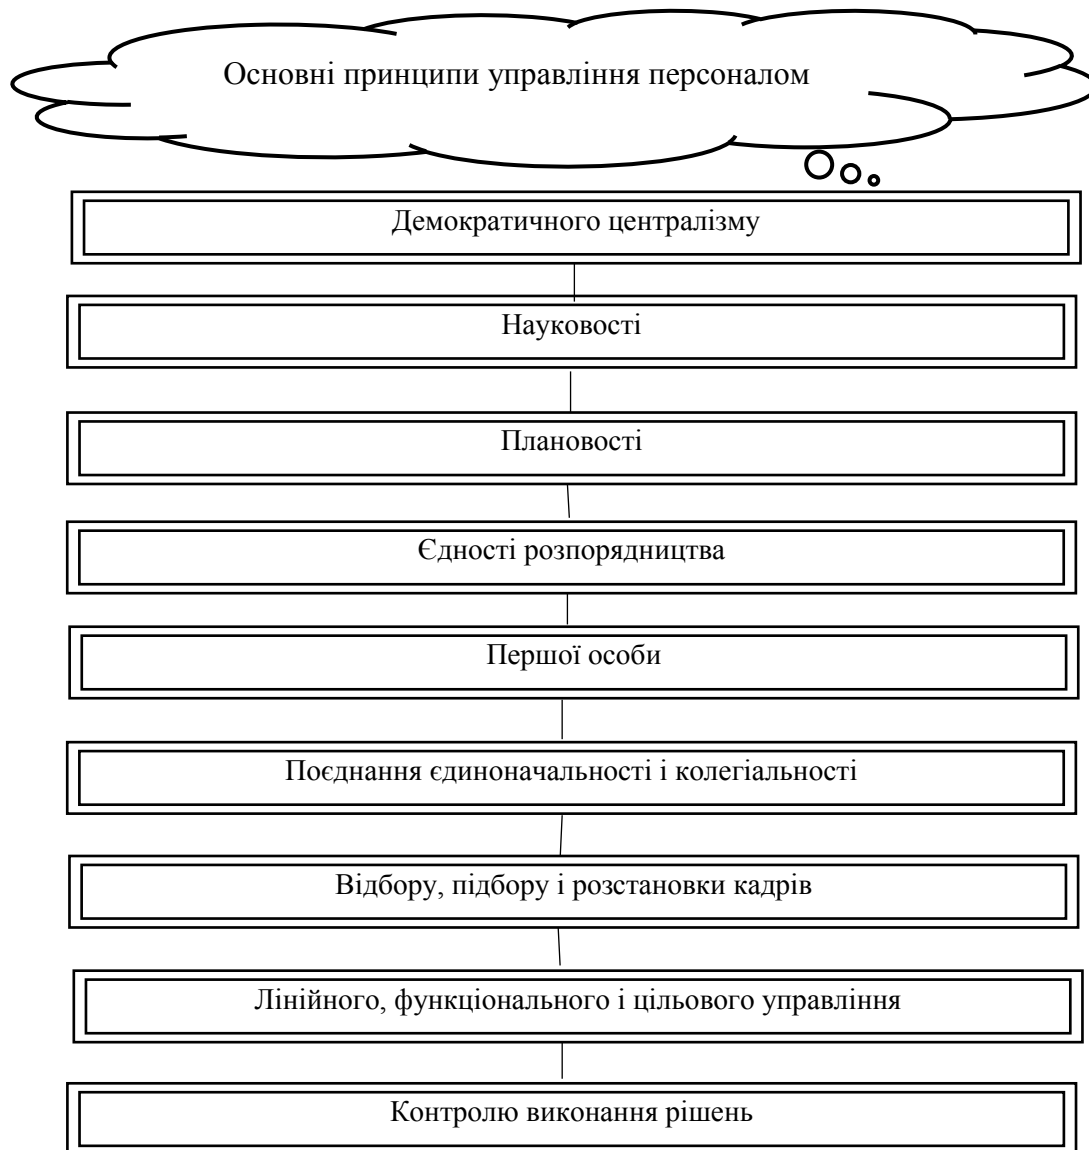 Основні принципи управління персоналом
Демократичного централізму
Науковості
Плановості
Єдності розпорядництва
Першої особи
Поєднання єдиноначальності і колегіальності
Відбору, підбору і розстановки кадрів
Лінійного, функціонального і цільового управління
Контролю виконання рішень